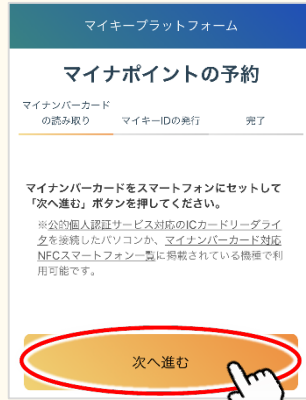 マイキープラットフォーム
マイナポイントの予約
マイナンバーカード
の読み取り マイキーIDの発行 完了
マイナンバーカードをスマートフォンにセットして
「次へ進む」ボタンを押してください。
※公的個人認証サービス対応のICカードリーダライ
タを接続したパソコンか、マイナンバーカード対応
NFCスマートフォン一覧に掲載されている機種で利
用可能です。
次へ進む